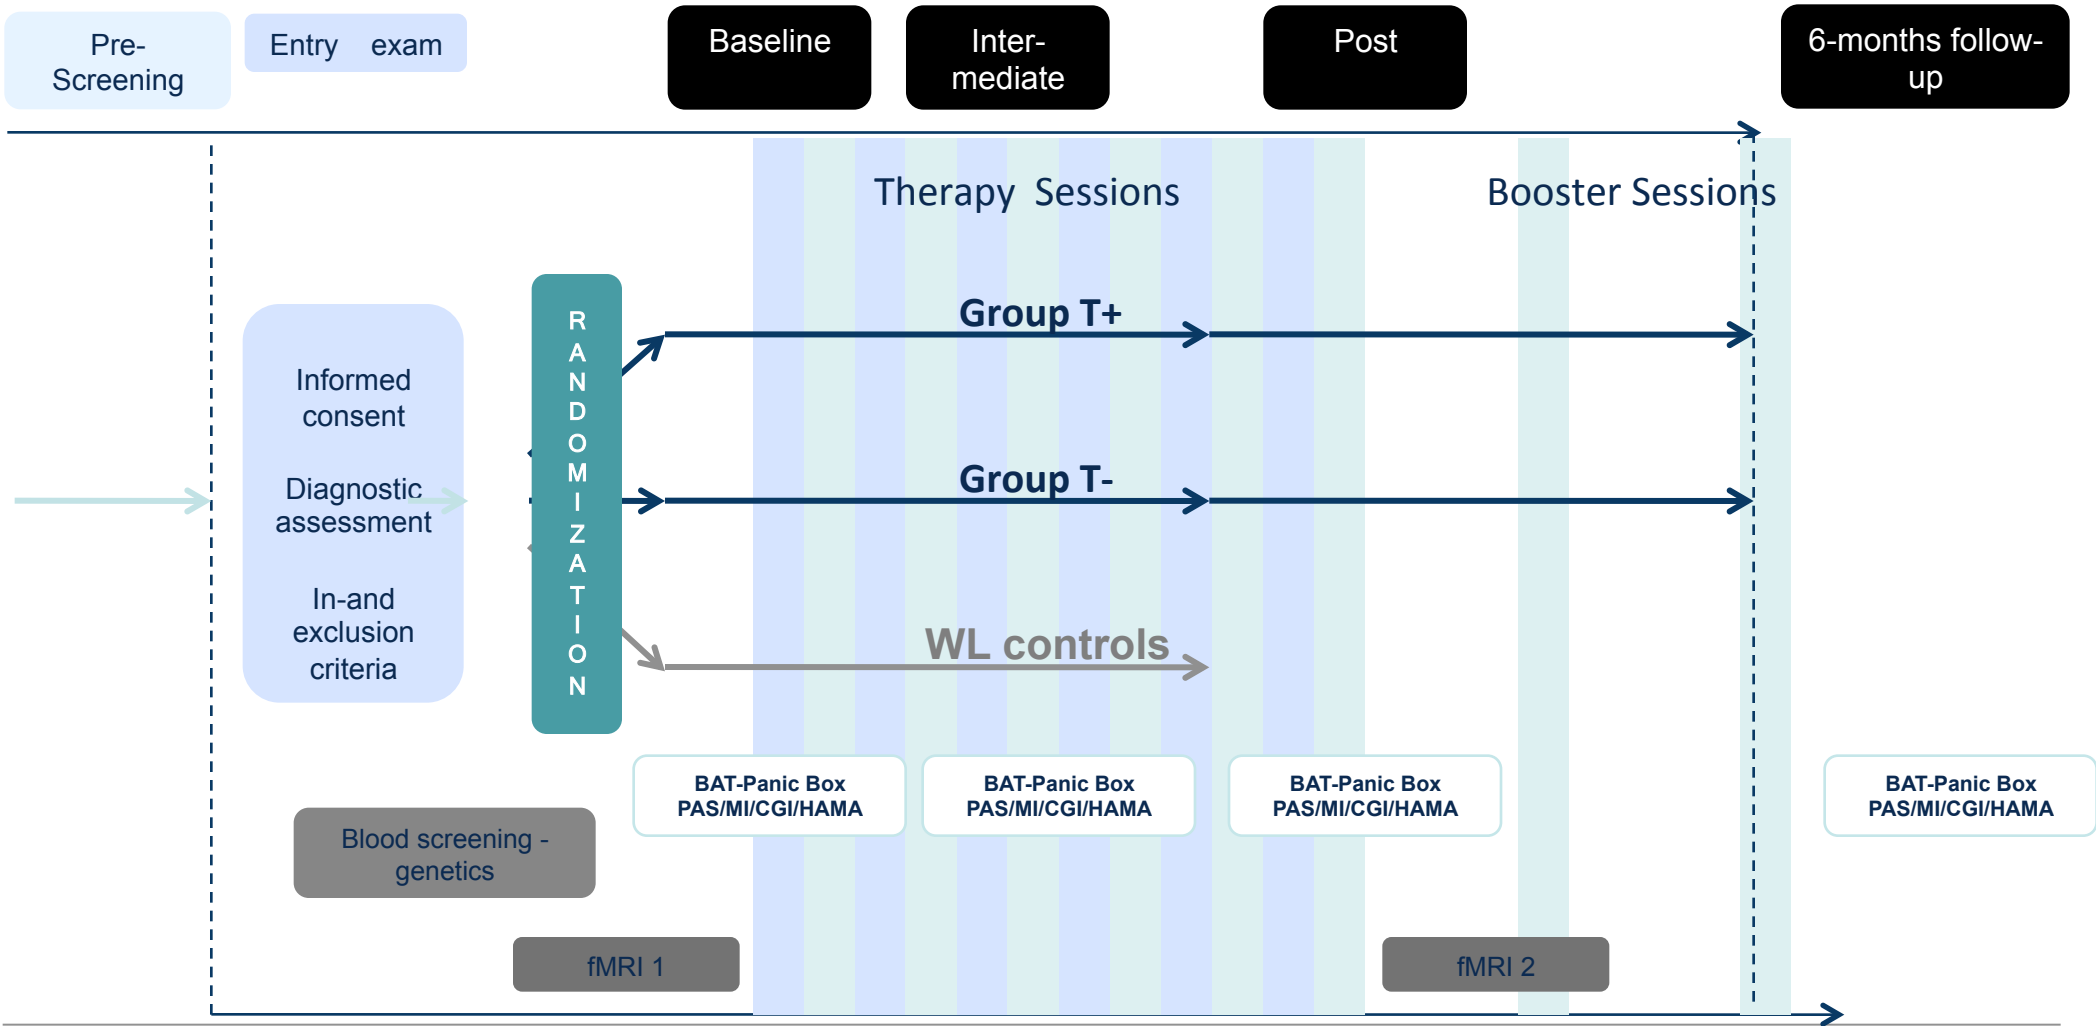 Pre-
Screening
Entry exam
Baseline
Inter-
mediate
Post
6-months follow-
up
Therapy Sessions
Booster Sessions
RANDOMIZATION
Group T+
Informed
consent
Group T-
Diagnostic
assessment
In-and
exclusion
criteria
WL controls
BAT-Panic Box
PAS/MI/CGI/HAMA
BAT-Panic Box
PAS/MI/CGI/HAMA
BAT-Panic Box
PAS/MI/CGI/HAMA
BAT-Panic Box
PAS/MI/CGI/HAMA
Blood screening -
genetics
fMRI 1
fMRI 2